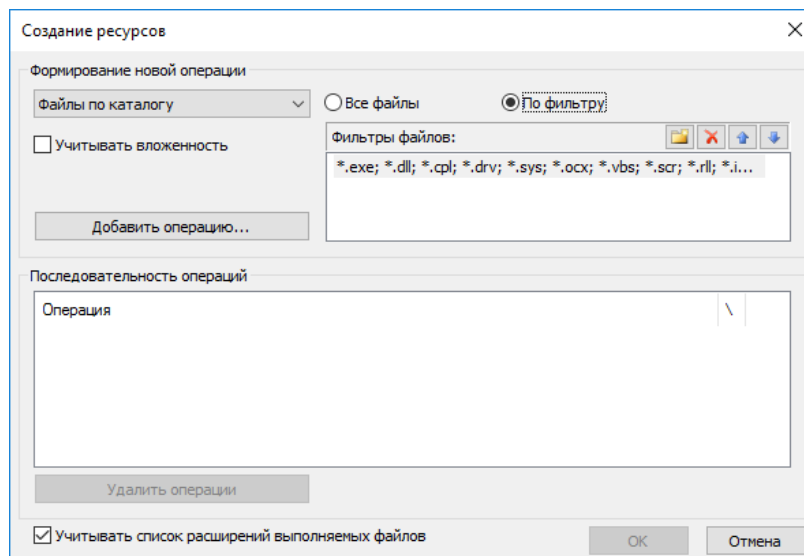 Создание ресурсов
Формирование новой операции
Файлы по каталогу
Все файлы
По фильтру
Учитывать вложенность
Фильтры файлов:
*.exe; *.dll; *.cpl; *.drv; *.sys; *.ocx; *.vbs; *.scr; *.rll; *.i...
Добавить операцию...
Последовательность операций
Операция \
Удалить операции
Учитывать список расширений выполняемых файлов
OK Отмена